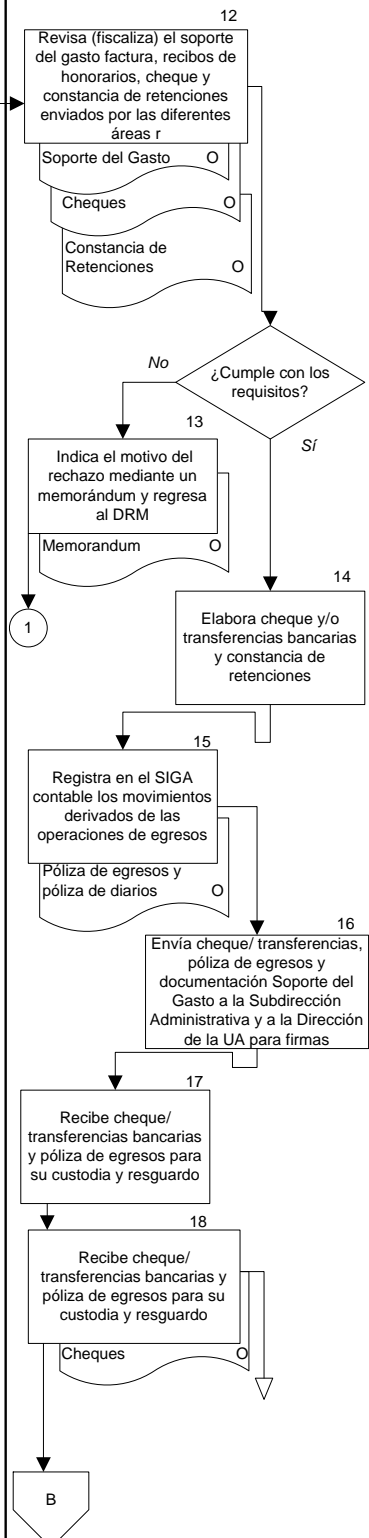 12
Revisa (fiscaliza) el soporte
del gasto factura, recibos de
honorarios, cheque y
constancia de retenciones
enviados por las diferentes
áreas r
Soporte del Gasto O
Cheques O
Constancia de
Retenciones O
¿Cumple con los
requisitos?
No
Sí
13
Indica el motivo del
rechazo mediante un
memorándum y regresa
al DRM
Memorandum O
1
14
Elabora cheque y/o
transferencias bancarias
y constancia de
retenciones
15
Registra en el SIGA
contable los movimientos
derivados de las
operaciones de egresos
Póliza de egresos y
póliza de diarios O
16
Envía cheque/ transferencias,
póliza de egresos y
documentación Soporte del
Gasto a la Subdirección
Administrativa y a la Dirección
de la UA para firmas
17
Recibe cheque/
transferencias bancarias
y póliza de egresos para
su custodia y resguardo
18
Recibe cheque/
transferencias bancarias y
póliza de egresos para su
custodia y resguardo
Cheques O
B